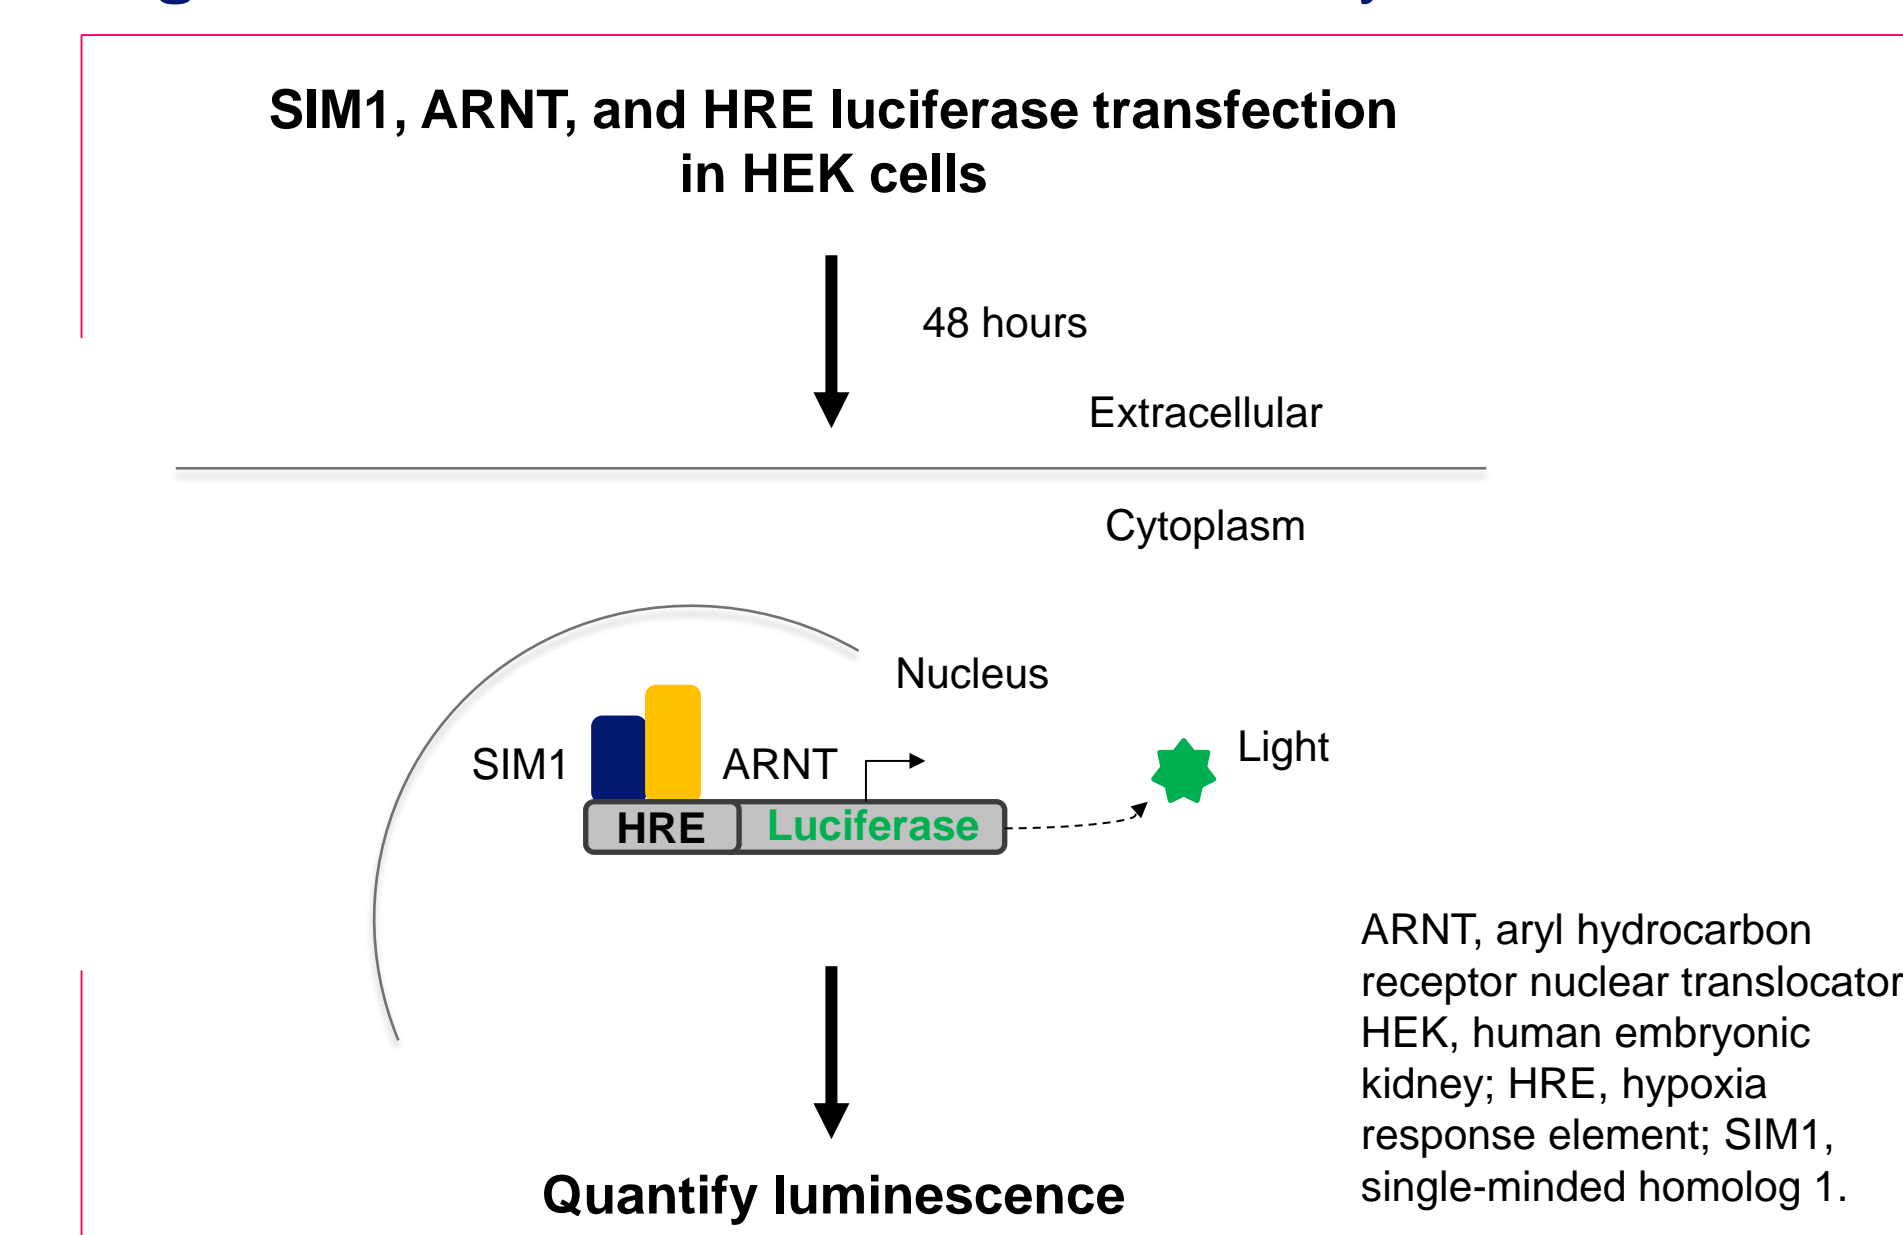 SIM1, ARNT, and HRE luciferase transfection
in HEK cells
48 hours
Extracellular
Cytoplasm
Nucleus
Light
SIM1
ARNT
HRE
Luciferase
ARNT, aryl hydrocarbon
receptor nuclear translocator
HEK, human embryonic
kidney; HRE, hypoxia
response element; SIM1,
single-minded homolog 1.
Quantify luminescence